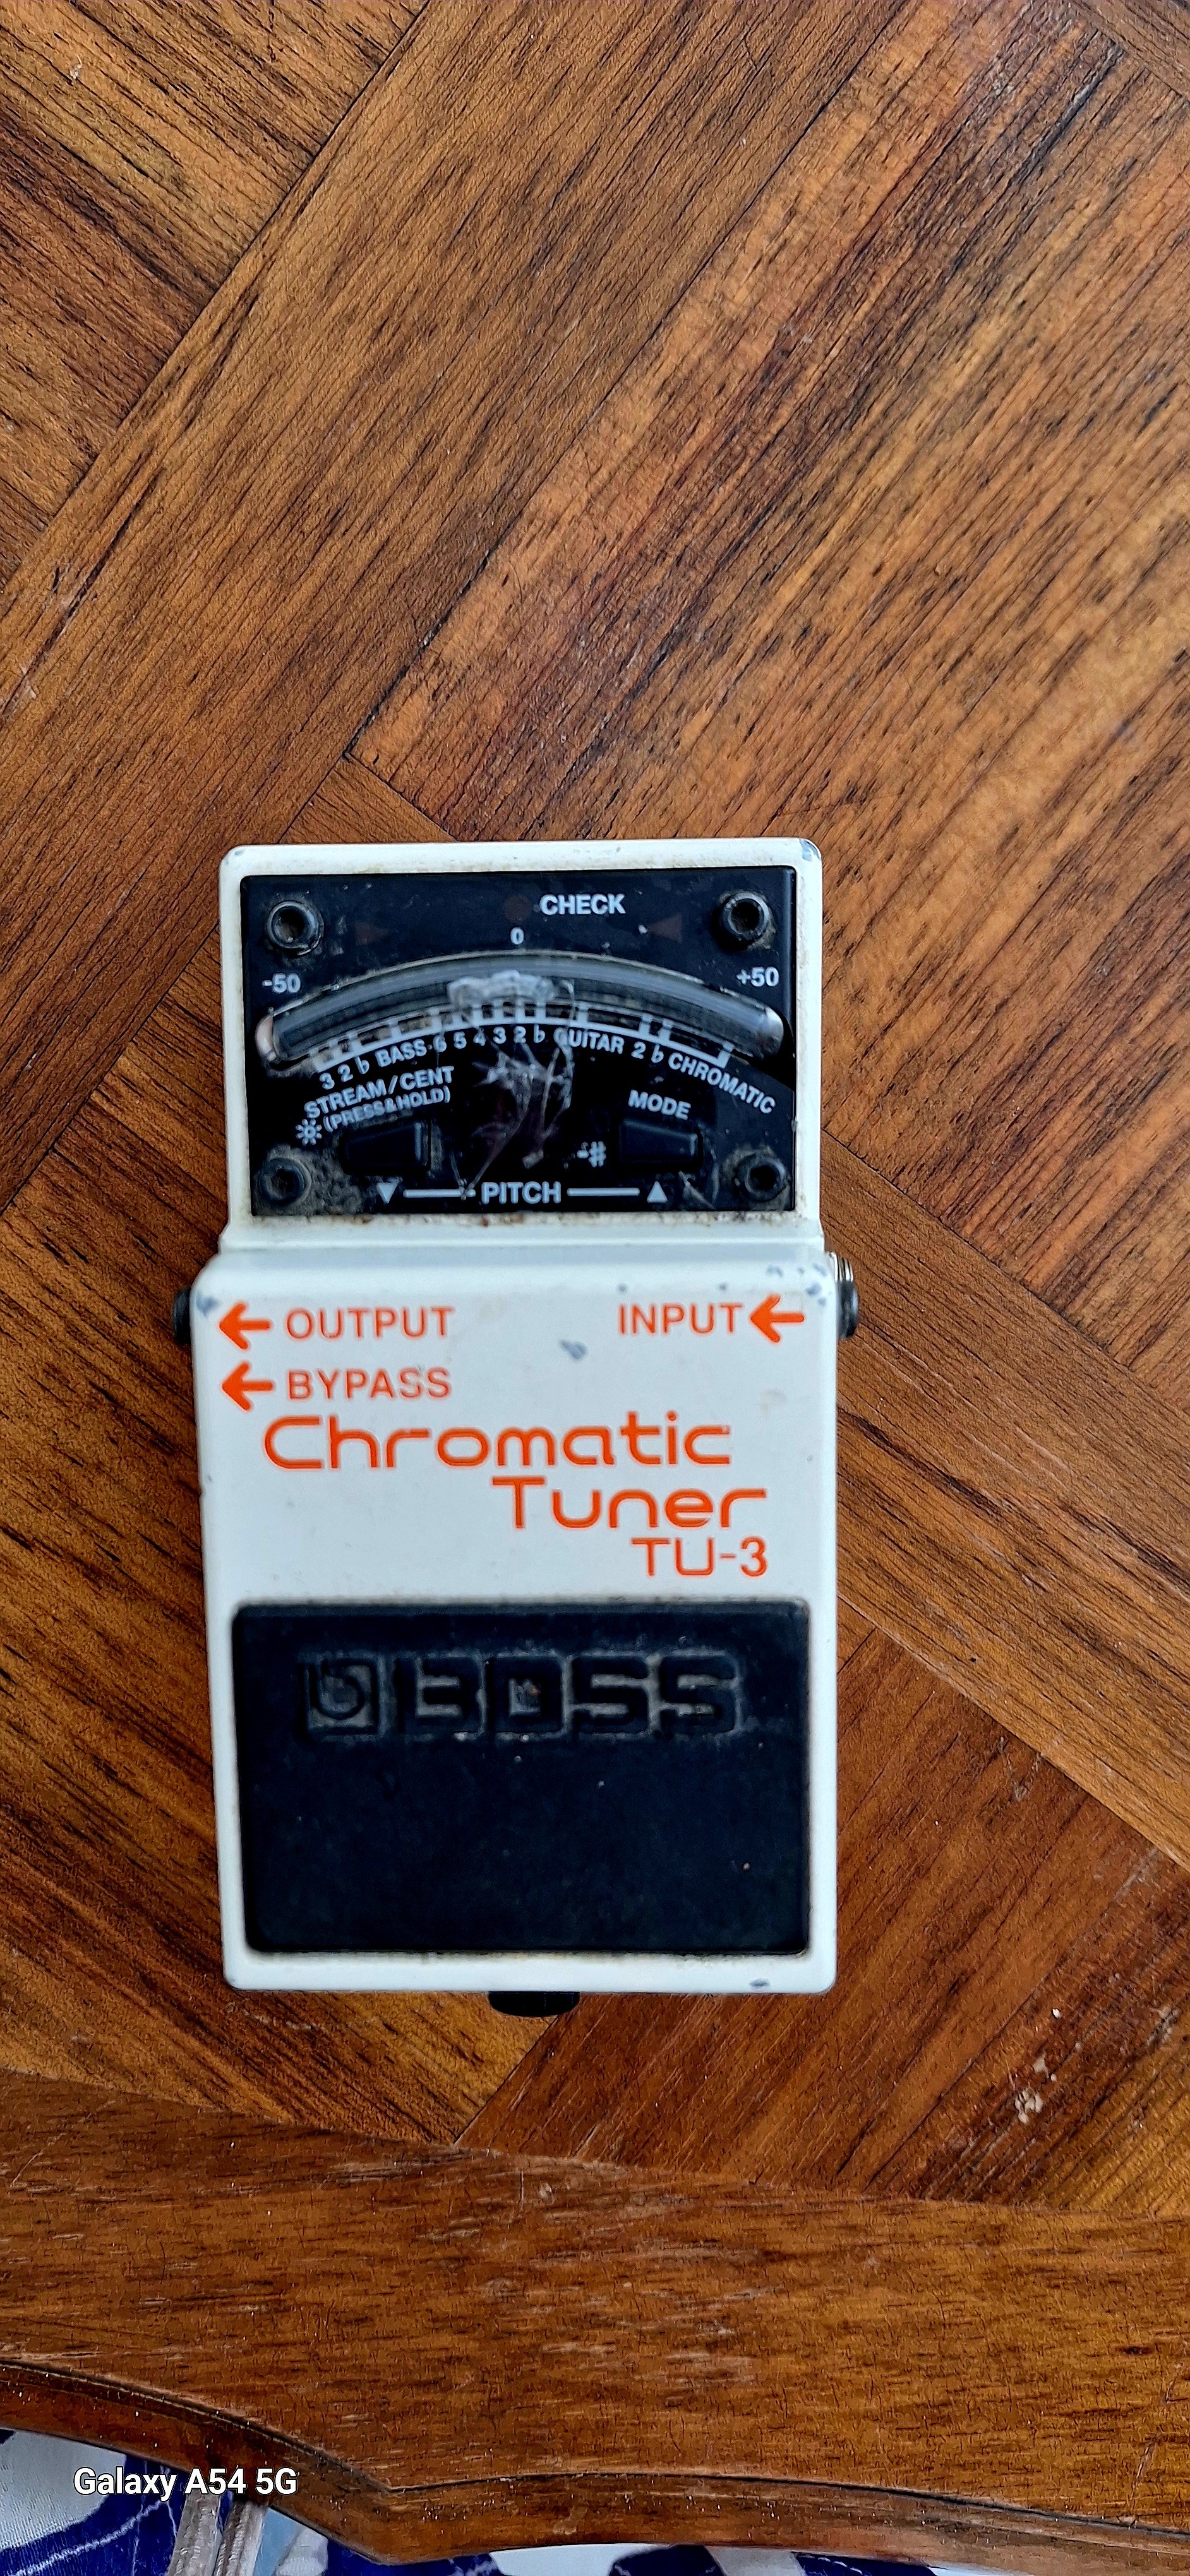 CHECK
0
-50 +50
3 2 ♭ BASS 6 5 4 3 2 ♭ GUITAR 2 ♭ CHROMATIC
STREAM/CENT
(PRESS&HOLD)
MODE
-♯
▼ PITCH ▲
← OUTPUT INPUT ←
← BYPASS
Chromatic
Tuner
TU-3
BOSS
Galaxy A54 5G